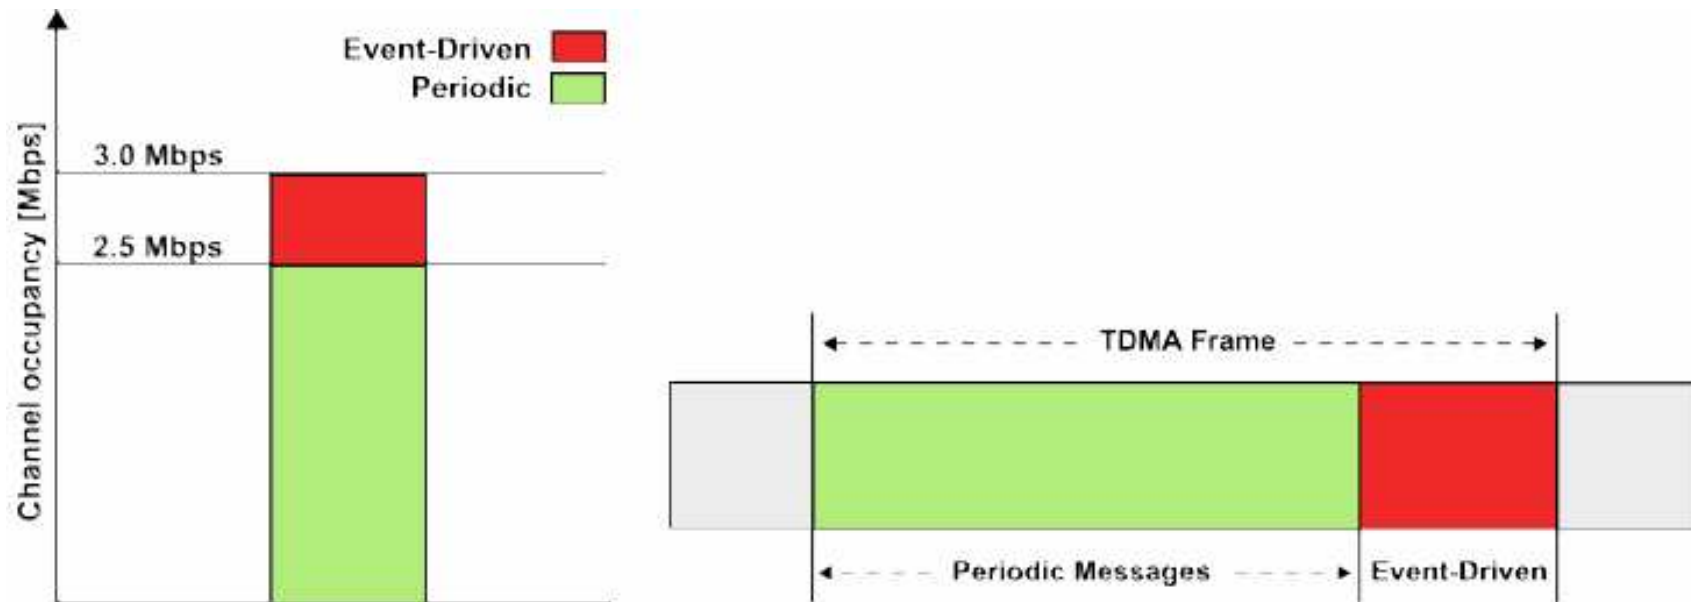 Event-Driven
Periodic
Channel occupancy [Mbps]
3.0 Mbps
2.5 Mbps
TDMA Frame
Periodic Messages
Event-Driven